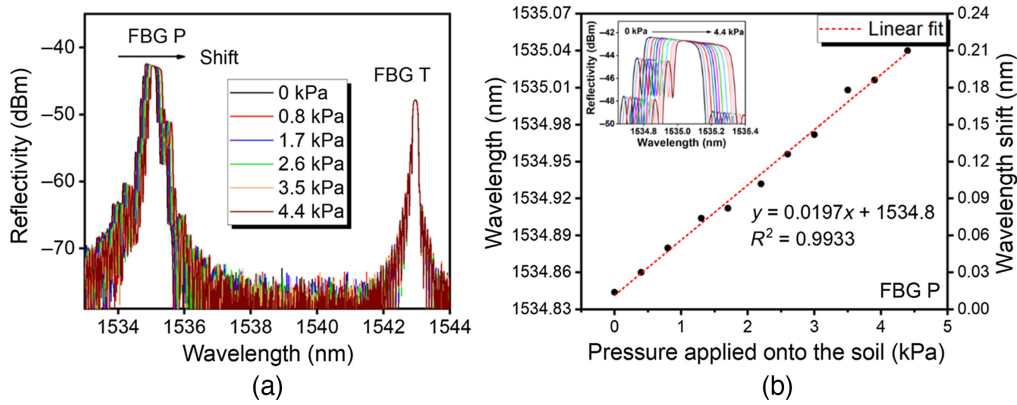 −40
−50
−60
−70
Reflectivity (dBm)
FBG P
Shift
FBG T
0 kPa
0.8 kPa
1.7 kPa
2.6 kPa
3.5 kPa
4.4 kPa
1534 1536 1538 1540 1542 1544
Wavelength (nm)
(a)
1535.07
1535.04
1535.01
1534.98
1534.95
1534.92
1534.89
1534.86
1534.83
Wavelength (nm)
−42
−44
−46
−48
−50
Reflectivity (dBm)
0 kPa 4.4 kPa
1534.8 1535.0 1535.2 1535.4
Wavelength (nm)
Linear fit
y = 0.0197x + 1534.8
R² = 0.9933
FBG P
0.24
0.21
0.18
0.15
0.12
0.09
0.06
0.03
0.00
Wavelength shift (nm)
0 1 2 3 4 5
Pressure applied onto the soil (kPa)
(b)